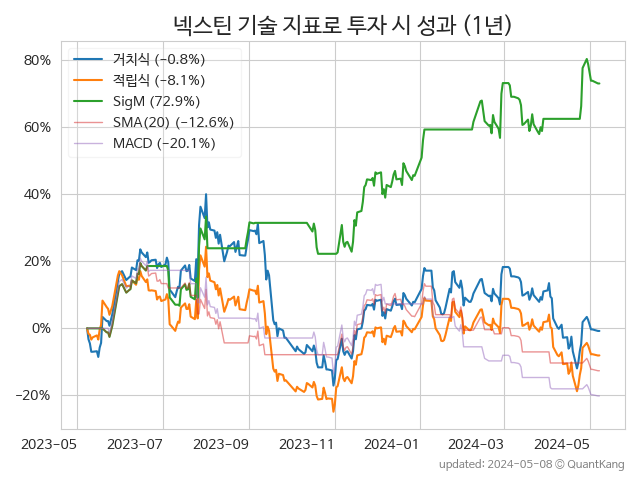 넥스틴 기술 지표로 투자 시 성과 (1년)
80%
60%
40%
20%
0%
−20%
거치식 (−0.8%)
적립식 (−8.1%)
SigM (72.9%)
SMA(20) (−12.6%)
MACD (−20.1%)
2023−05 2023−07 2023−09 2023−11 2024−01 2024−03 2024−05
updated: 2024−05−08 © QuantKang